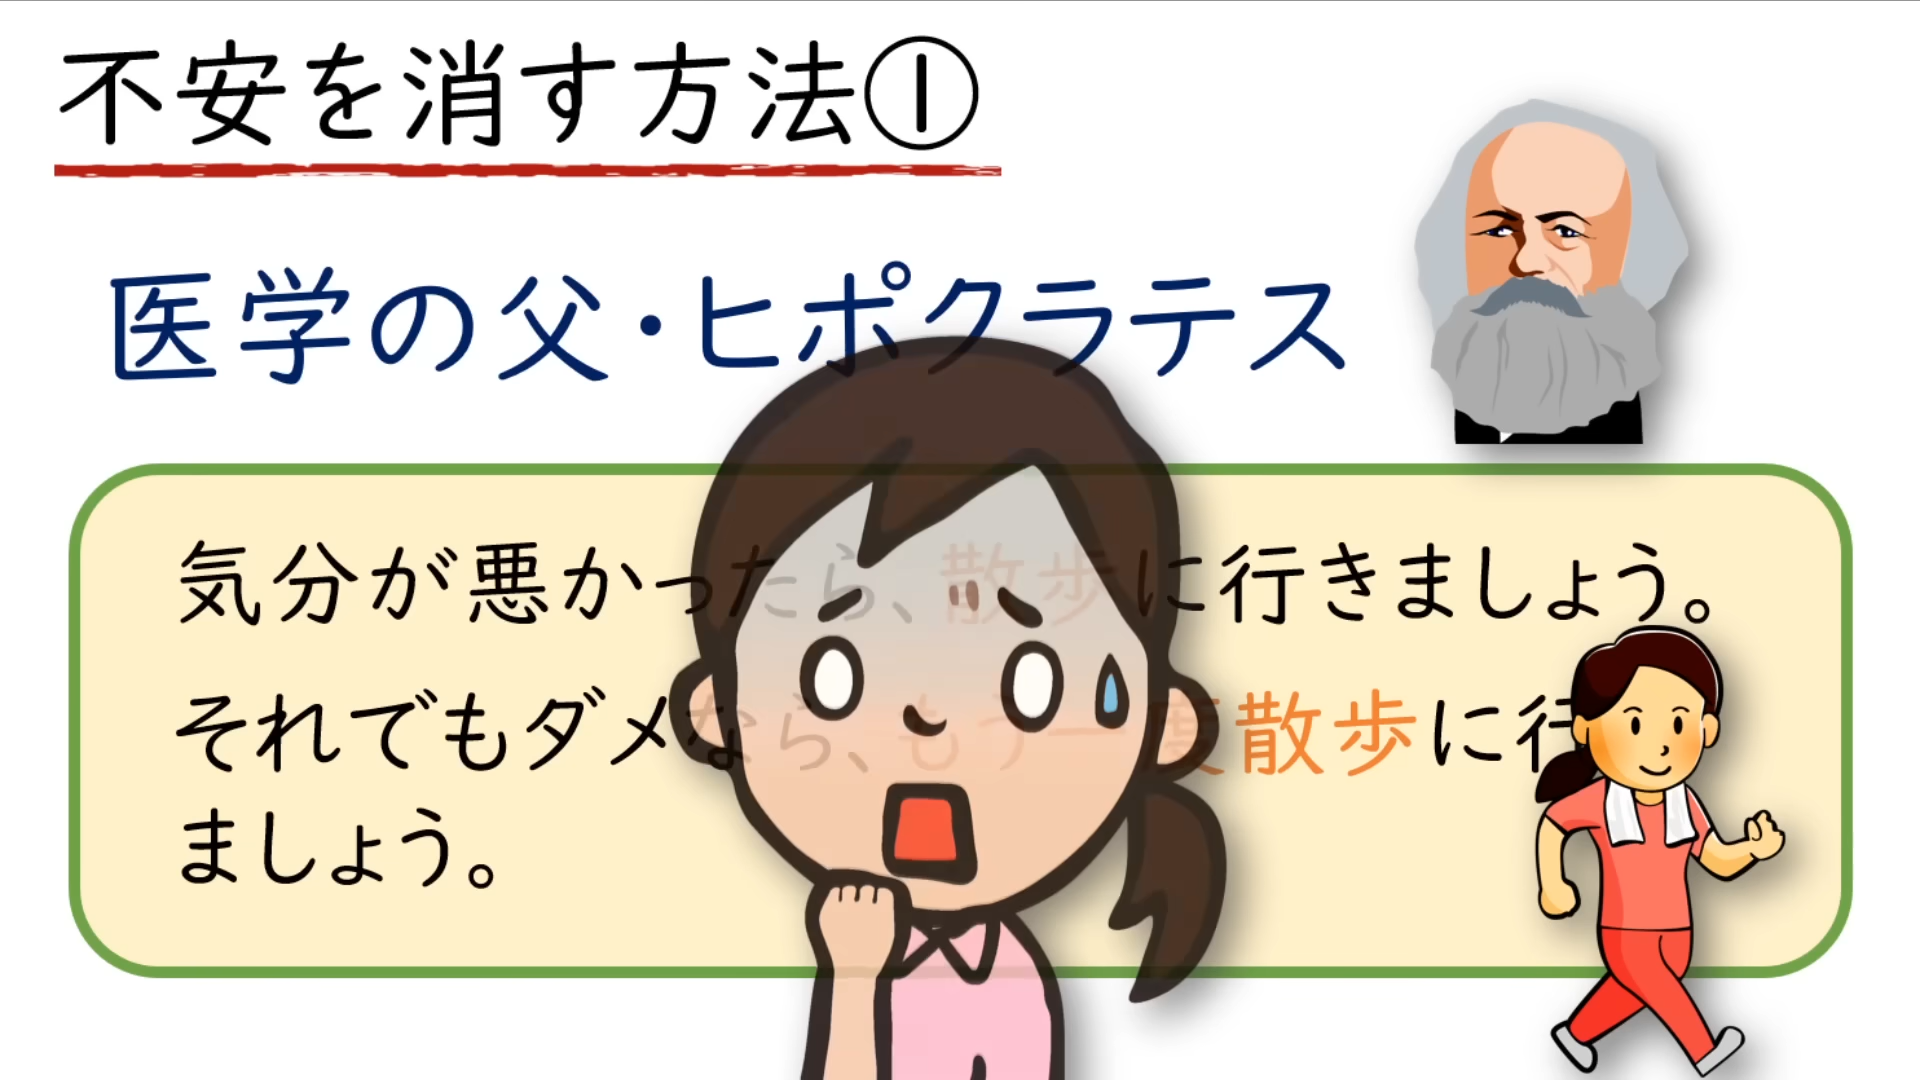 不安を消す方法①
医学の父・ヒポクラテス
気分が悪かったら、散歩に行きましょう。
それでもダメなら、もう一度散歩に行
ましょう。